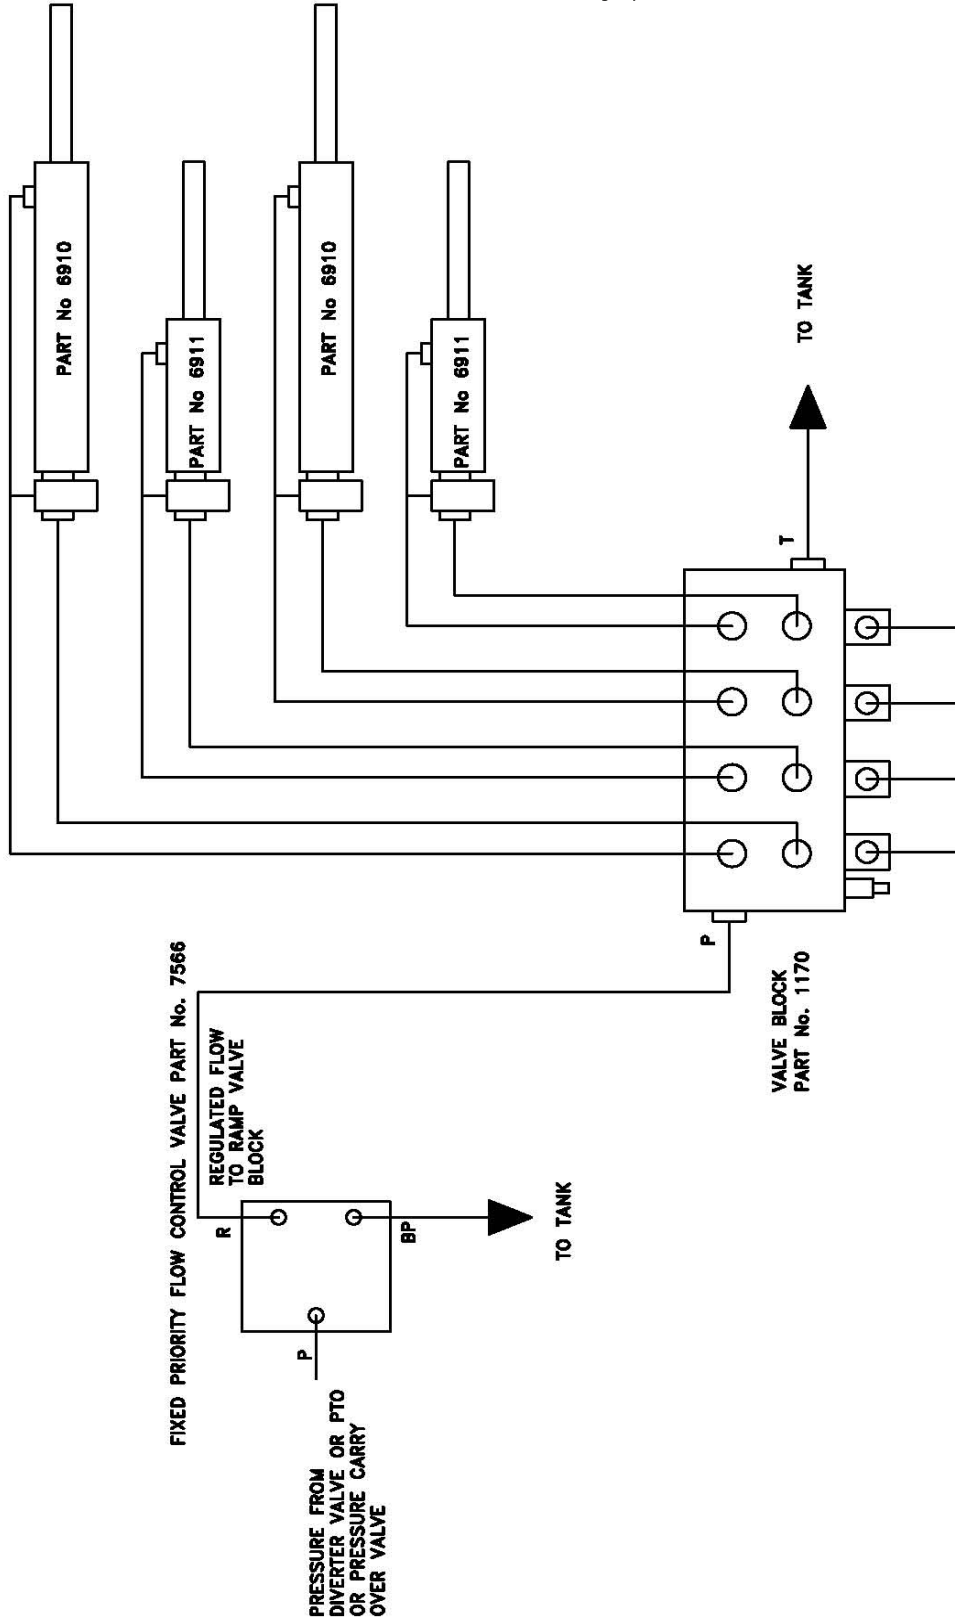 PART No 6910
PART No 6911
PART No 6910
PART No 6911
TO TANK
T
P
VALVE BLOCK
PART No. 1170
FIXED PRIORITY FLOW CONTROL VALVE PART No. 7566
REGULATED FLOW
TO RAMP VALVE
BLOCK
R
BP
TO TANK
P
PRESSURE FROM
DIVERTER VALVE OR PTO
OR PRESSURE CARRY
OVER VALVE